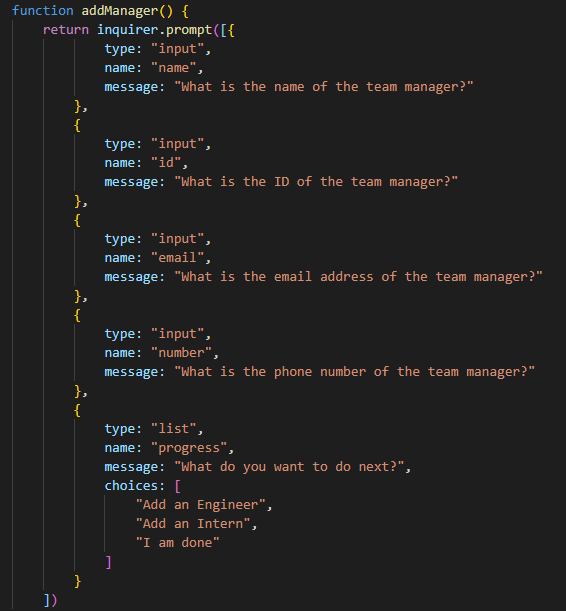 function addManager() {
    return inquirer.prompt([{
            type: "input",
            name: "name",
            message: "What is the name of the team manager?"
        },
        {
            type: "input",
            name: "id",
            message: "What is the ID of the team manager?"
        },
        {
            type: "input",
            name: "email",
            message: "What is the email address of the team manager?"
        },
        {
            type: "input",
            name: "number",
            message: "What is the phone number of the team manager?"
        },
        {
            type: "list",
            name: "progress",
            message: "What do you want to do next?",
            choices: [
                "Add an Engineer",
                "Add an Intern",
                "I am done"
            ]
        }
    ])